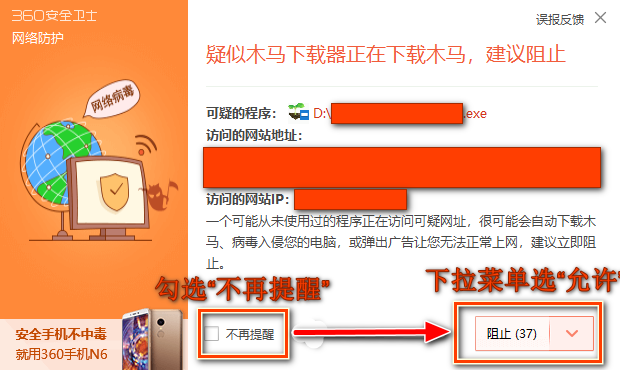 360安全卫士
网络防护
误报反馈
疑似木马下载器正在下载木马，建议阻止
网络病毒
可疑的程序： D:\ .exe
访问的网站地址：
访问的网站IP：
一个可能从未使用过的程序正在访问可疑网址，很可能会自动下载木
马、病毒入侵您的电脑，或弹出广告让您无法正常上网，建议立即阻
止。
勾选“不再提醒”
下拉菜单选“允许”
不再提醒
阻止 (37)
安全手机不中毒
就用360手机N6